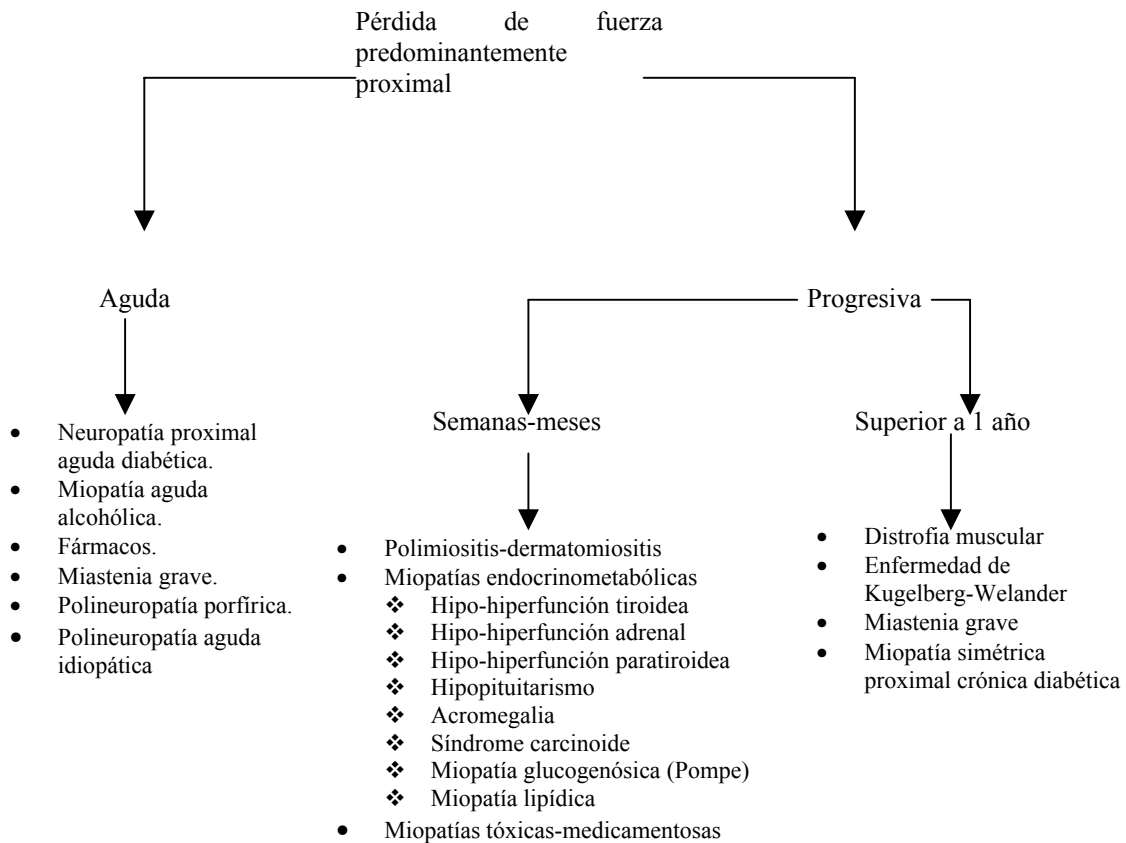 Pérdida de fuerza
predominantemente
proximal
Aguda
• Neuropatía proximal
aguda diabética.
• Miopatía aguda
alcohólica.
• Fármacos.
• Miastenia grave.
• Polineuropatía porfírica.
• Polineuropatía aguda
idiopática
Progresiva
Semanas-meses
• Polimiositis-dermatomiositis
• Miopatías endocrinometabólicas
❖ Hipo-hiperfunción tiroidea
❖ Hipo-hiperfunción adrenal
❖ Hipo-hiperfunción paratiroidea
❖ Hipopituitarismo
❖ Acromegalia
❖ Síndrome carcinoide
❖ Miopatía glucogenósica (Pompe)
❖ Miopatía lipídica
• Miopatías tóxicas-medicamentosas
Superior a 1 año
• Distrofia muscular
• Enfermedad de
Kugelberg-Welander
• Miastenia grave
• Miopatía simétrica
proximal crónica diabética